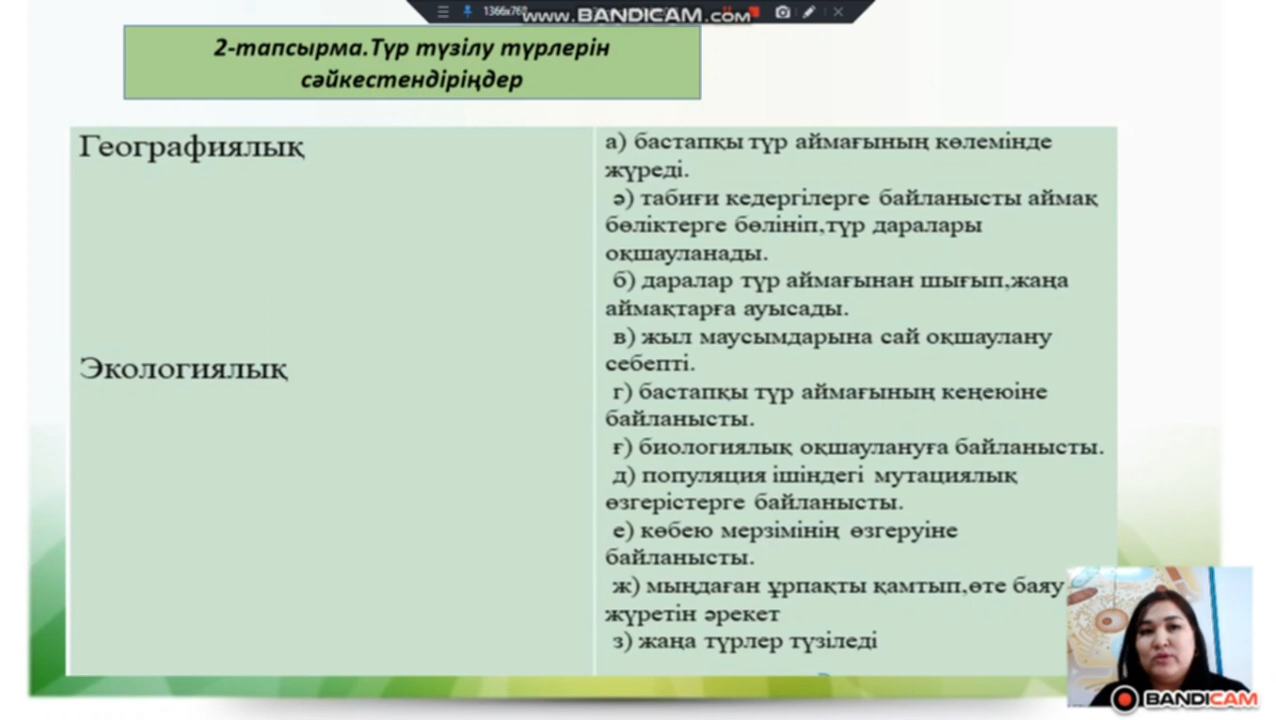 1366x768
www.BANDICAM.com
2-тапсырма.Түр түзілу түрлерін
сәйкестендіріңдер
Географиялық
Экологиялық
а) бастапқы түр аймағының көлемінде
жүреді.
ә) табиғи кедергілерге байланысты аймақ
бөліктерге бөлініп,түр даралары
оқшауланады.
б) даралар түр аймағынан шығып,жаңа
аймақтарға ауысады.
в) жыл маусымдарына сай оқшаулану
себепті.
г) бастапқы түр аймағының кеңеюіне
байланысты.
ғ) биологиялық оқшаулануға байланысты.
д) популяция ішіндегі мутациялық
өзгерістерге байланысты.
е) көбею мерзімінің өзгеруіне
байланысты.
ж) мыңдаған ұрпақты қамтып,өте баяу
жүретін әрекет
з) жаңа түрлер түзіледі
BANDICAM